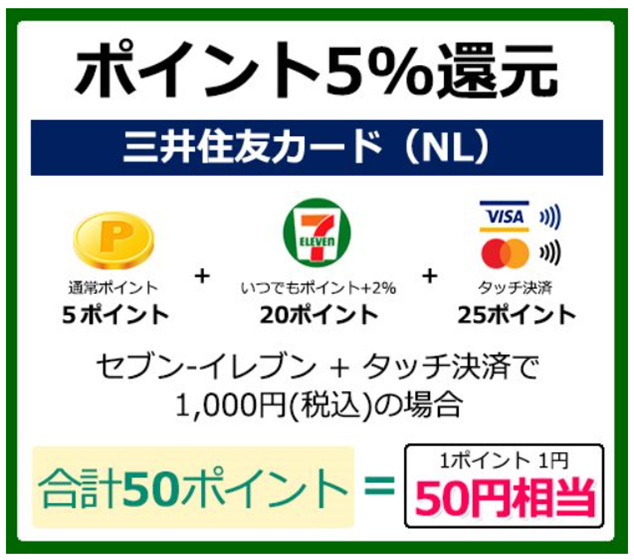 ポイント5%還元
三井住友カード（NL）
P
7
ELEVEN
VISA
通常ポイント
+
いつでもポイント+2%
+
タッチ決済
5ポイント
20ポイント
25ポイント
セブン-イレブン + タッチ決済で
1,000円(税込)の場合
合計50ポイント
=
1ポイント 1円
50円相当